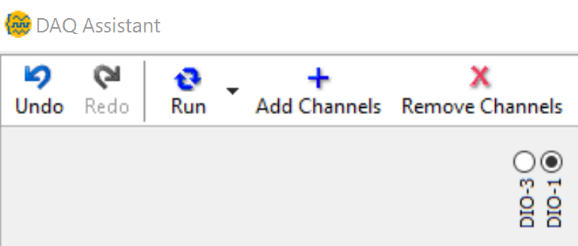 DAQ Assistant
Undo Redo Run Add Channels Remove Channels
DIO-3
DIO-1